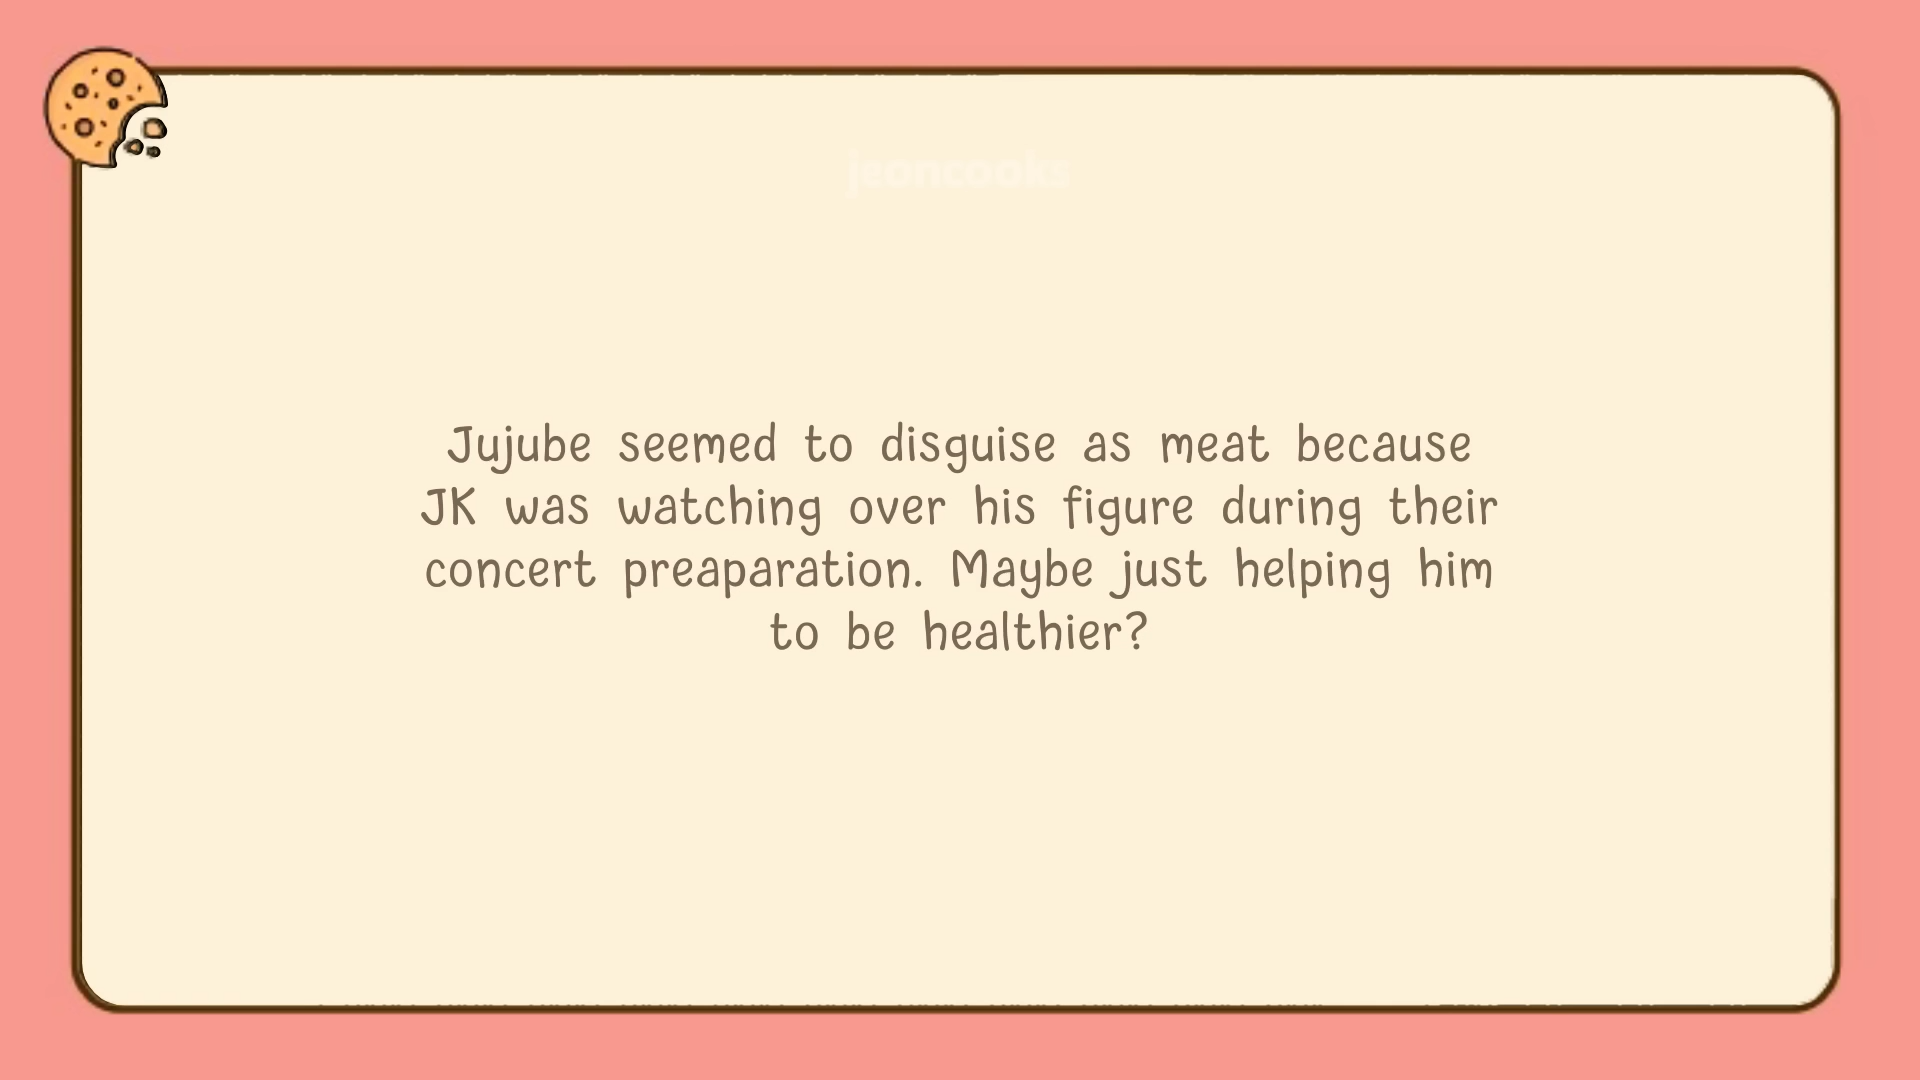 jeoncooks
Jujube seemed to disguise as meat because
JK was watching over his figure during their
concert preaparation. Maybe just helping him
to be healthier?